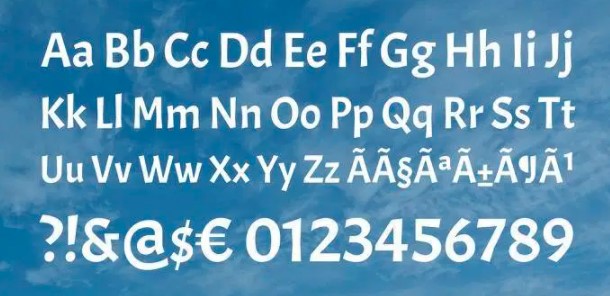 Aa Bb Cc Dd Ee Ff Gg Hh Ii Jj
Kk Ll Mm Nn Oo Pp Qq Rr Ss Tt
Uu Vv Ww Xx Yy Zz ÃÃ§ÃªÃ±Ã¶Ã¹
?!&@$€ 0123456789